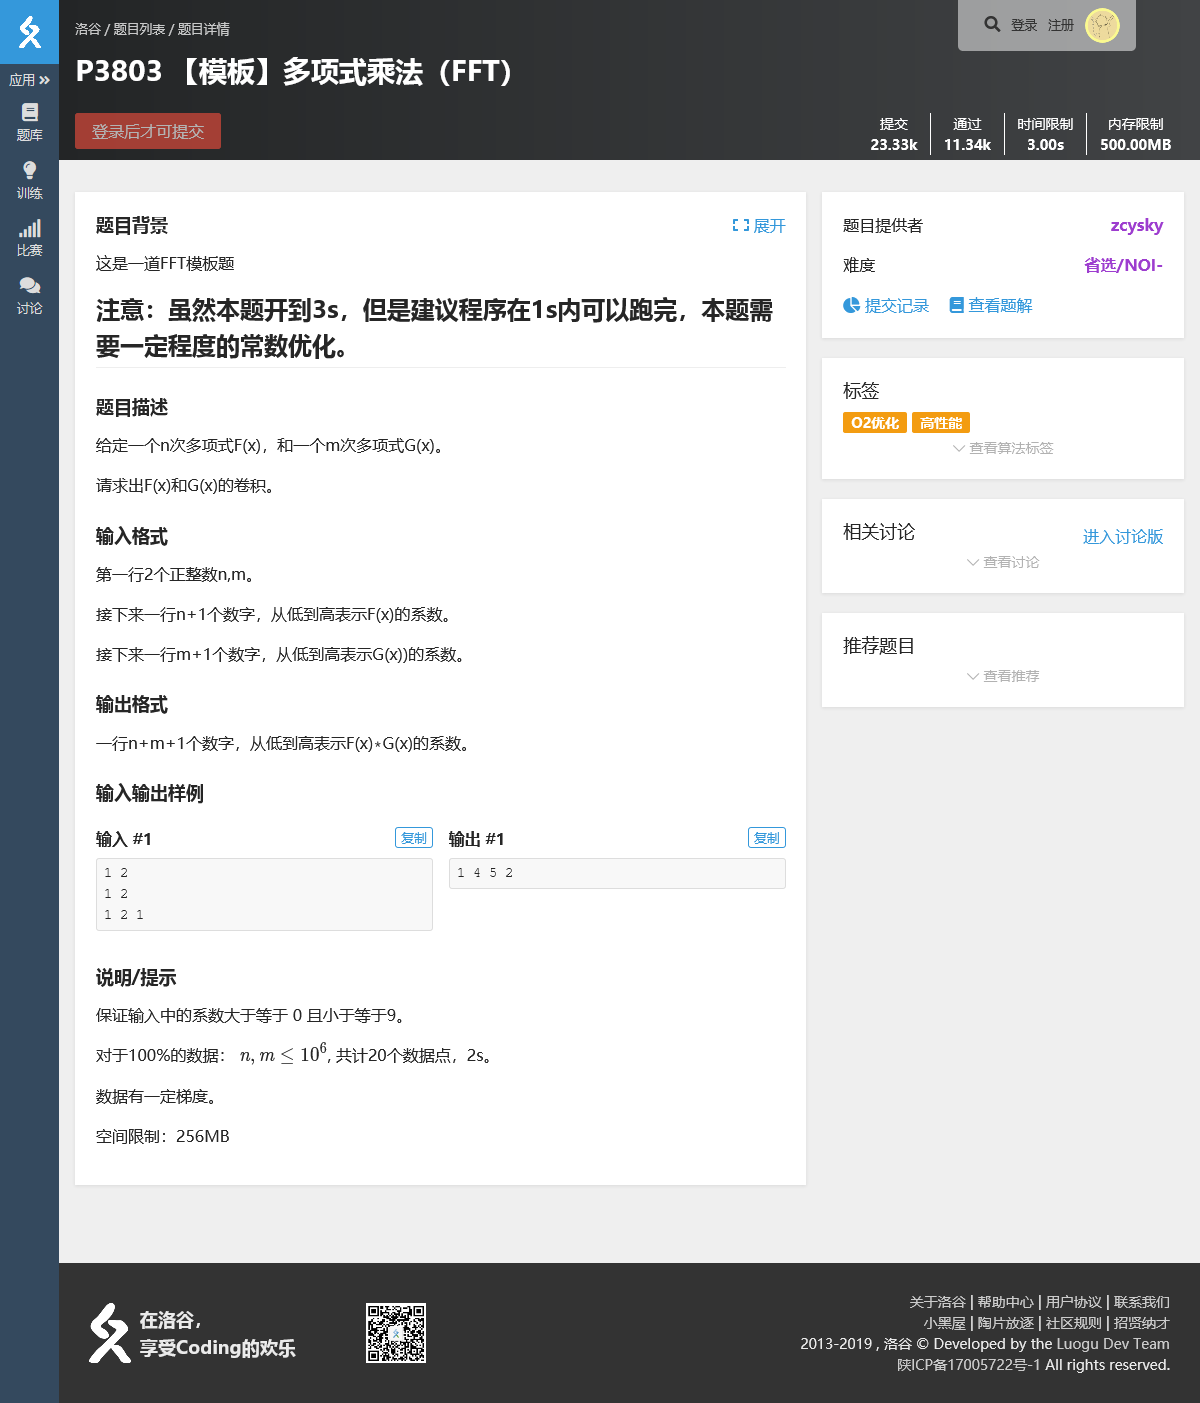 洛谷 / 题目列表 / 题目详情
登录 注册
P3803 【模板】多项式乘法（FFT）
应用
题库
训练
比赛
讨论
登录后才可提交
提交
23.33k
通过
11.34k
时间限制
3.00s
内存限制
500.00MB
题目背景
展开
这是一道FFT模板题
注意：虽然本题开到3s，但是建议程序在1s内可以跑完，本题需
要一定程度的常数优化。
题目描述
给定一个n次多项式F(x)，和一个m次多项式G(x)。
请求出F(x)和G(x)的卷积。
输入格式
第一行2个正整数n,m。
接下来一行n+1个数字，从低到高表示F(x)的系数。
接下来一行m+1个数字，从低到高表示G(x))的系数。
输出格式
一行n+m+1个数字，从低到高表示F(x)∗G(x)的系数。
输入输出样例
输入 #1
复制
1 2
1 2
1 2 1
输出 #1
复制
1 4 5 2
说明/提示
保证输入中的系数大于等于 0 且小于等于9。
对于100%的数据： n, m ≤ 10⁶, 共计20个数据点，2s。
数据有一定梯度。
空间限制：256MB
题目提供者
zcysky
难度
省选/NOI-
提交记录 查看题解
标签
O2优化 高性能
查看算法标签
相关讨论
进入讨论版
查看讨论
推荐题目
查看推荐
在洛谷，
享受Coding的欢乐
关于洛谷 | 帮助中心 | 用户协议 | 联系我们
小黑屋 | 陶片放逐 | 社区规则 | 招贤纳才
2013-2019 , 洛谷 © Developed by the Luogu Dev Team
陕ICP备17005722号-1 All rights reserved.